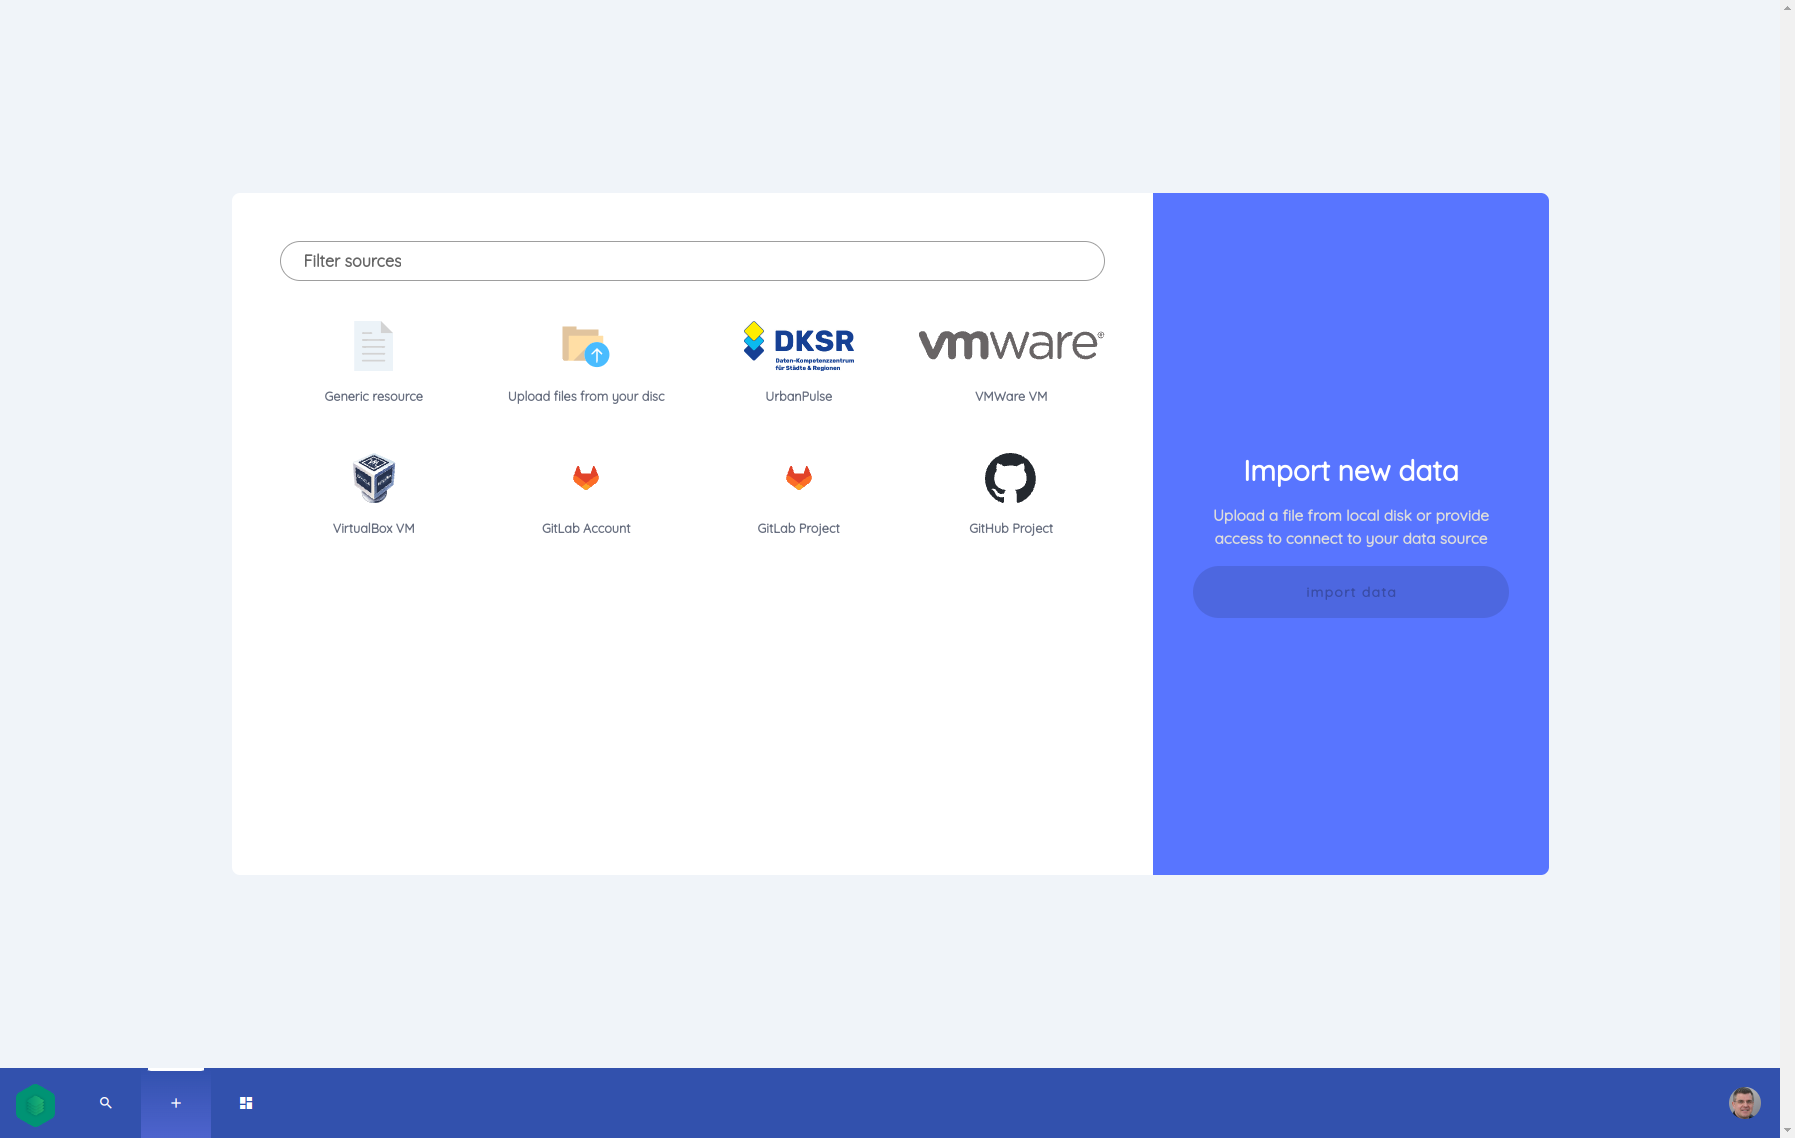 Filter sources
DKSR
Daten-Kompetenzzentrum
für Städte & Regionen
vmware®
Generic resource
Upload files from your disc
UrbanPulse
VMWare VM
VirtualBox VM
GitLab Account
GitLab Project
GitHub Project
Import new data
Upload a file from local disk or provide
access to connect to your data source
Import data